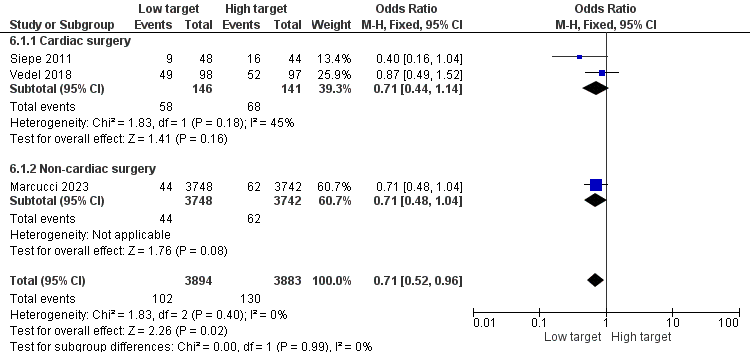 Low target High target Odds Ratio Odds Ratio
Study or Subgroup Events Total Events Total Weight M-H, Fixed, 95% CI M-H, Fixed, 95% CI
6.1.1 Cardiac surgery
Siepe 2011 9 48 16 44 13.4% 0.40 [0.16, 1.04]
Vedel 2018 49 98 52 97 25.9% 0.87 [0.49, 1.52]
Subtotal (95% CI) 146 141 39.3% 0.71 [0.44, 1.14]
Total events 58 68
Heterogeneity: Chi² = 1.83, df = 1 (P = 0.18); I² = 45%
Test for overall effect: Z = 1.41 (P = 0.16)
6.1.2 Non-cardiac surgery
Marcucci 2023 44 3748 62 3742 60.7% 0.71 [0.48, 1.04]
Subtotal (95% CI) 3748 3742 60.7% 0.71 [0.48, 1.04]
Total events 44 62
Heterogeneity: Not applicable
Test for overall effect: Z = 1.76 (P = 0.08)
Total (95% CI) 3894 3883 100.0% 0.71 [0.52, 0.96]
Total events 102 130
Heterogeneity: Chi² = 1.83, df = 2 (P = 0.40); I² = 0%
Test for overall effect: Z = 2.26 (P = 0.02)
Test for subgroup differences: Chi² = 0.00, df = 1 (P = 0.99), I² = 0%
0.01 0.1 1 10 100
Low target High target